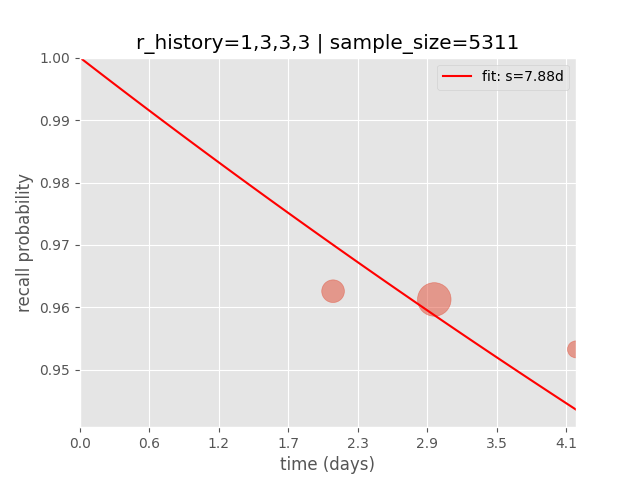 r_history=1,3,3,3 | sample_size=5311
fit: s=7.88d
1.00
0.99
0.98
0.97
0.96
0.95
recall probability
0.0 0.6 1.2 1.7 2.3 2.9 3.5 4.1
time (days)